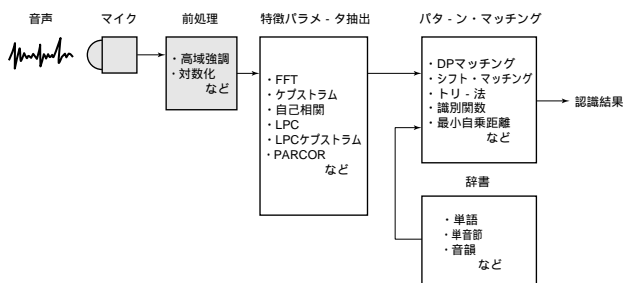 音声
マイク
前処理
・高域強調
・対数化
など
特徴パラメ - タ抽出
・FFT
・ケプストラム
・自己相関
・LPC
・LPCケプストラム
・PARCOR
など
パタ - ン・マッチング
・DPマッチング
・シフト・マッチング
・トリ - 法
・識別関数
・最小自乗距離
など
認識結果
辞書
・単語
・単音節
・音韻
など